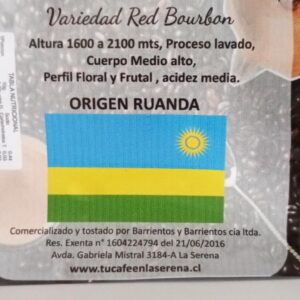 Variedad Red Bourbon
Altura 1600 a 2100 mts, Proceso lavado,
Cuerpo Medio alto,
Perfil Floral y Frutal , acidez media.
ORIGEN RUANDA
Comercializado y tostado por Barrientos y Barrientos cia ltda.
Res. Exenta n° 1604224794 del 21/06/2016
Avda. Gabriela Mistral 3184-A La Serena
www.tucafeenlaserena.cl
TABLA NUTRICIONAL